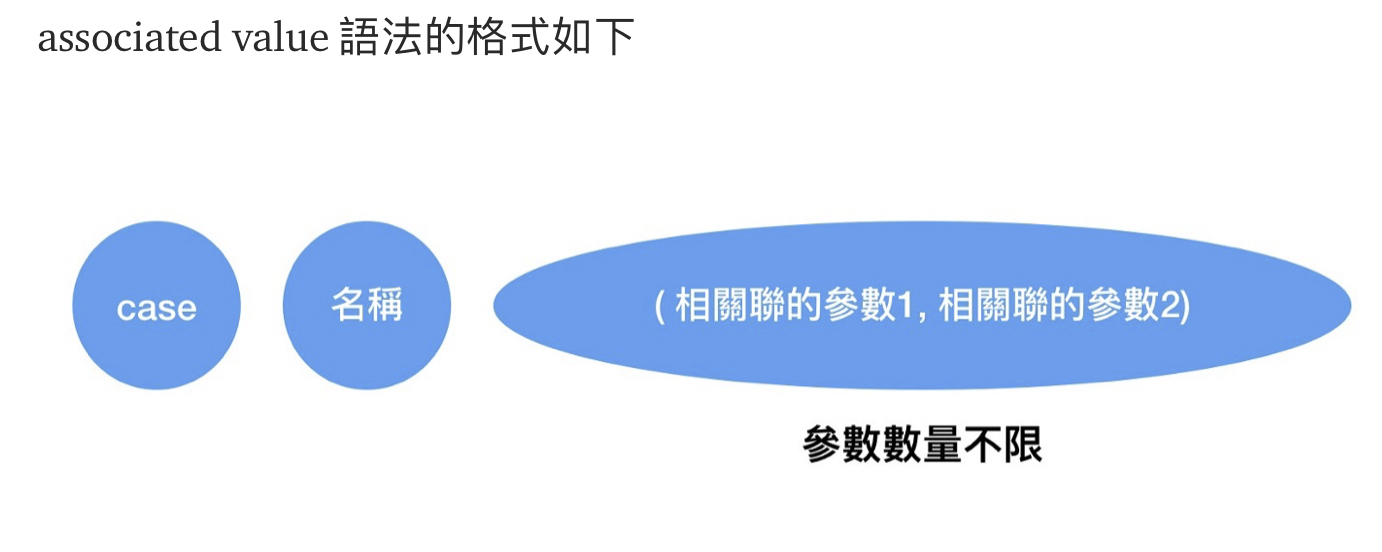 associated value 語法的格式如下
case
名稱
( 相關聯的參數1, 相關聯的參數2)
參數數量不限